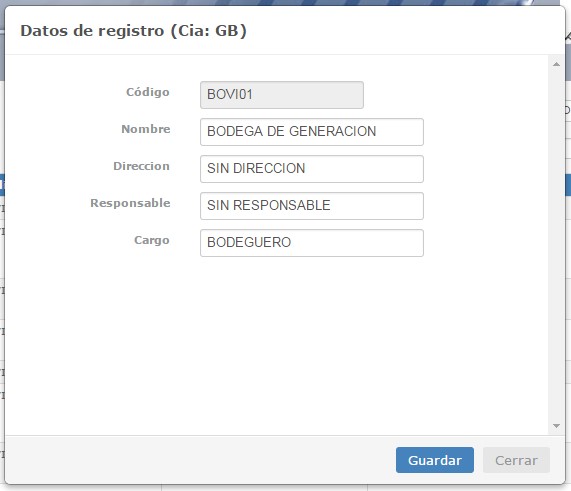 Datos de registro (Cia: GB)
Código BOVI01
Nombre BODEGA DE GENERACION
Direccion SIN DIRECCION
Responsable SIN RESPONSABLE
Cargo BODEGUERO
Guardar Cerrar